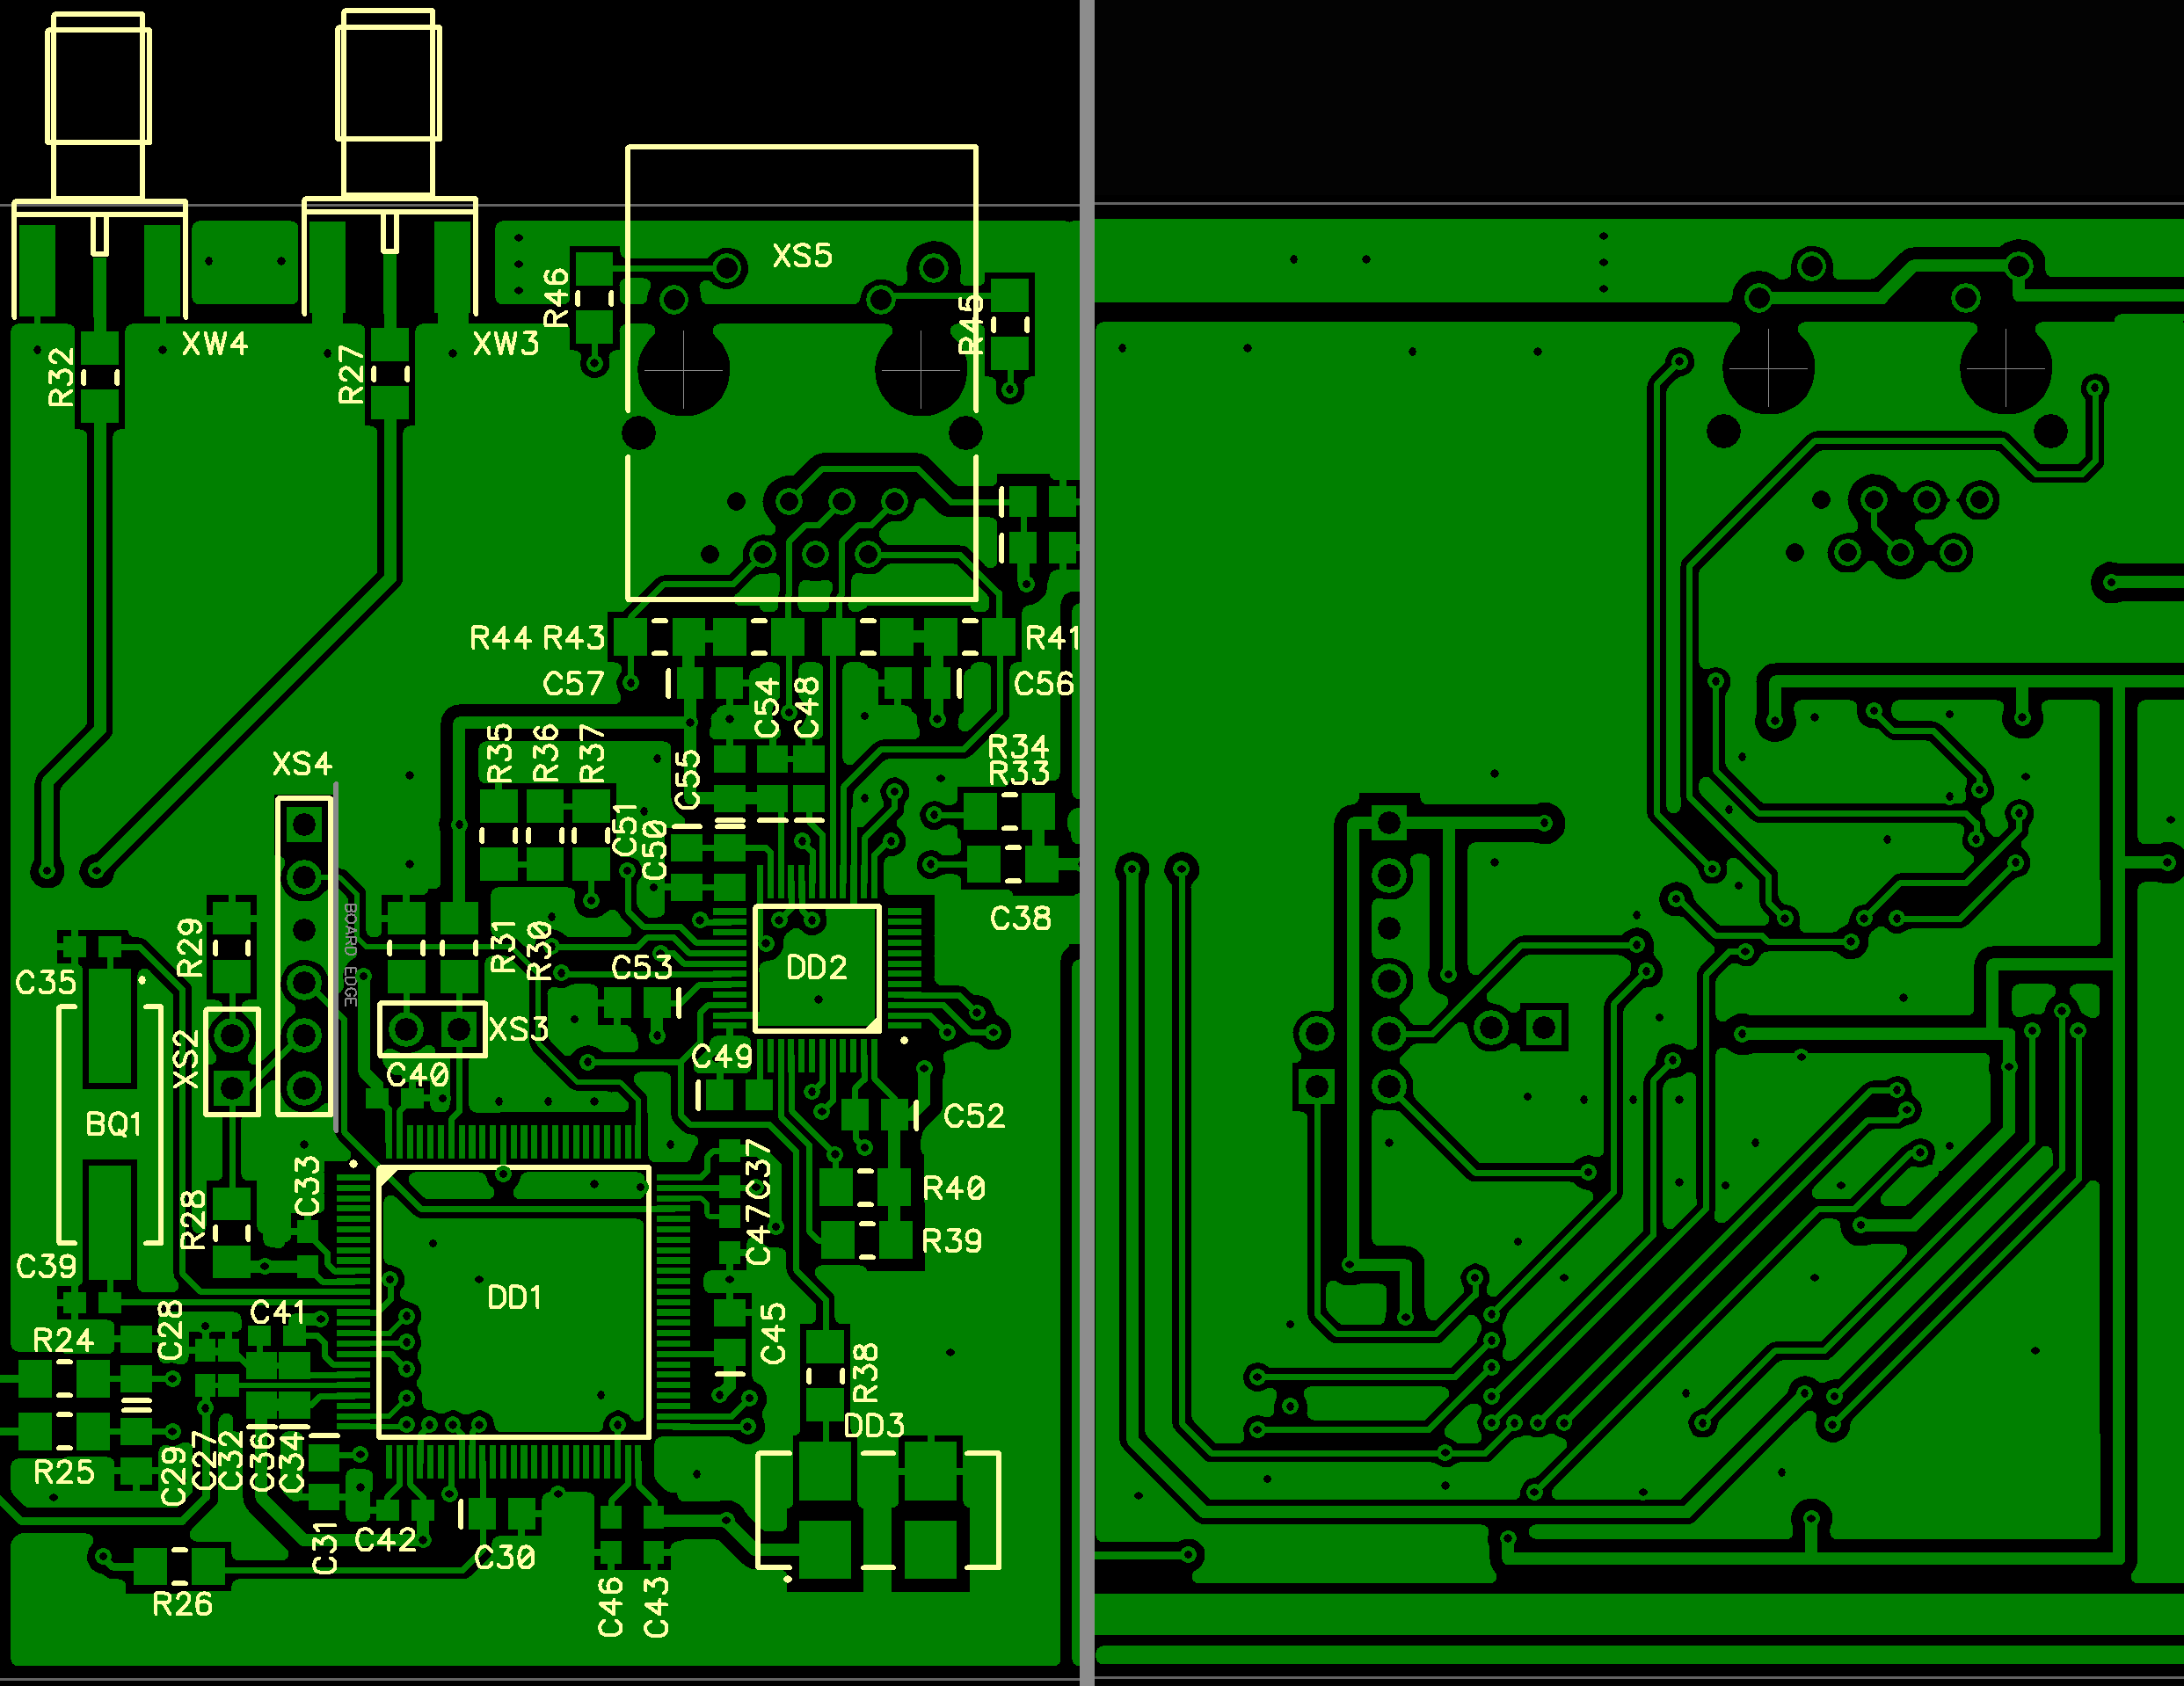 XS5
R46
R45
XW4
XW3
R32
R27
R44 R43
R41
C57
C54
C48
C56
R35
R36
R37
R34
R33
XS4
C55
C51
C50
C38
BOARD EDGE
R29
R31
R30
C53
DD2
C35
XS3
XS2
C49
C40
BQ1
C52
C37
C33
R40
R28
C47
R39
C39
DD1
C41
C28
R24
C45
R38
DD3
R25
C29
C27
C32
C36
C34
C31
C42
C30
R26
C46
C43